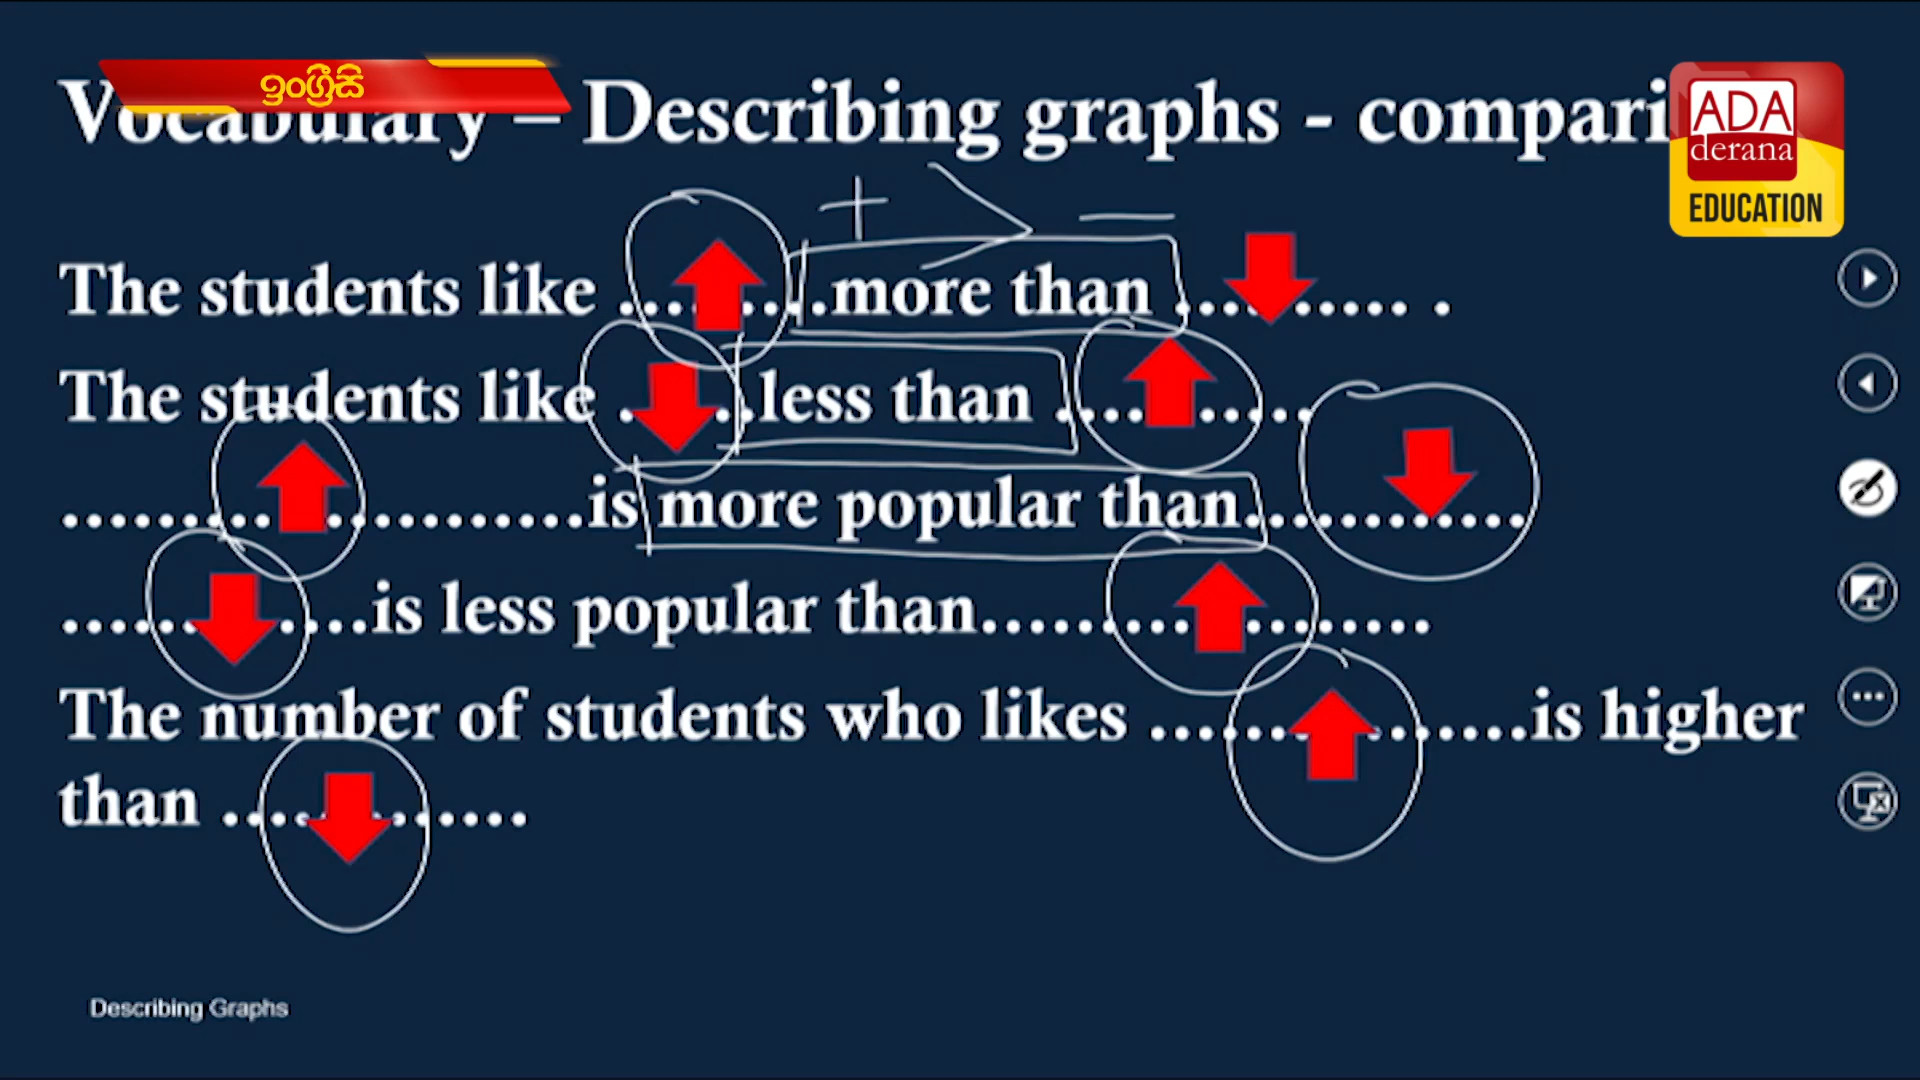 ඉංග්‍රීසි
Vocabulary – Describing graphs - compari
ADA
derana
EDUCATION
+ > –
The students like ...........more than ............ .
The students like .......less than .............
...........................is more popular than..............
...............is less popular than......................
The number of students who likes ...................is higher
than ...............
Describing Graphs